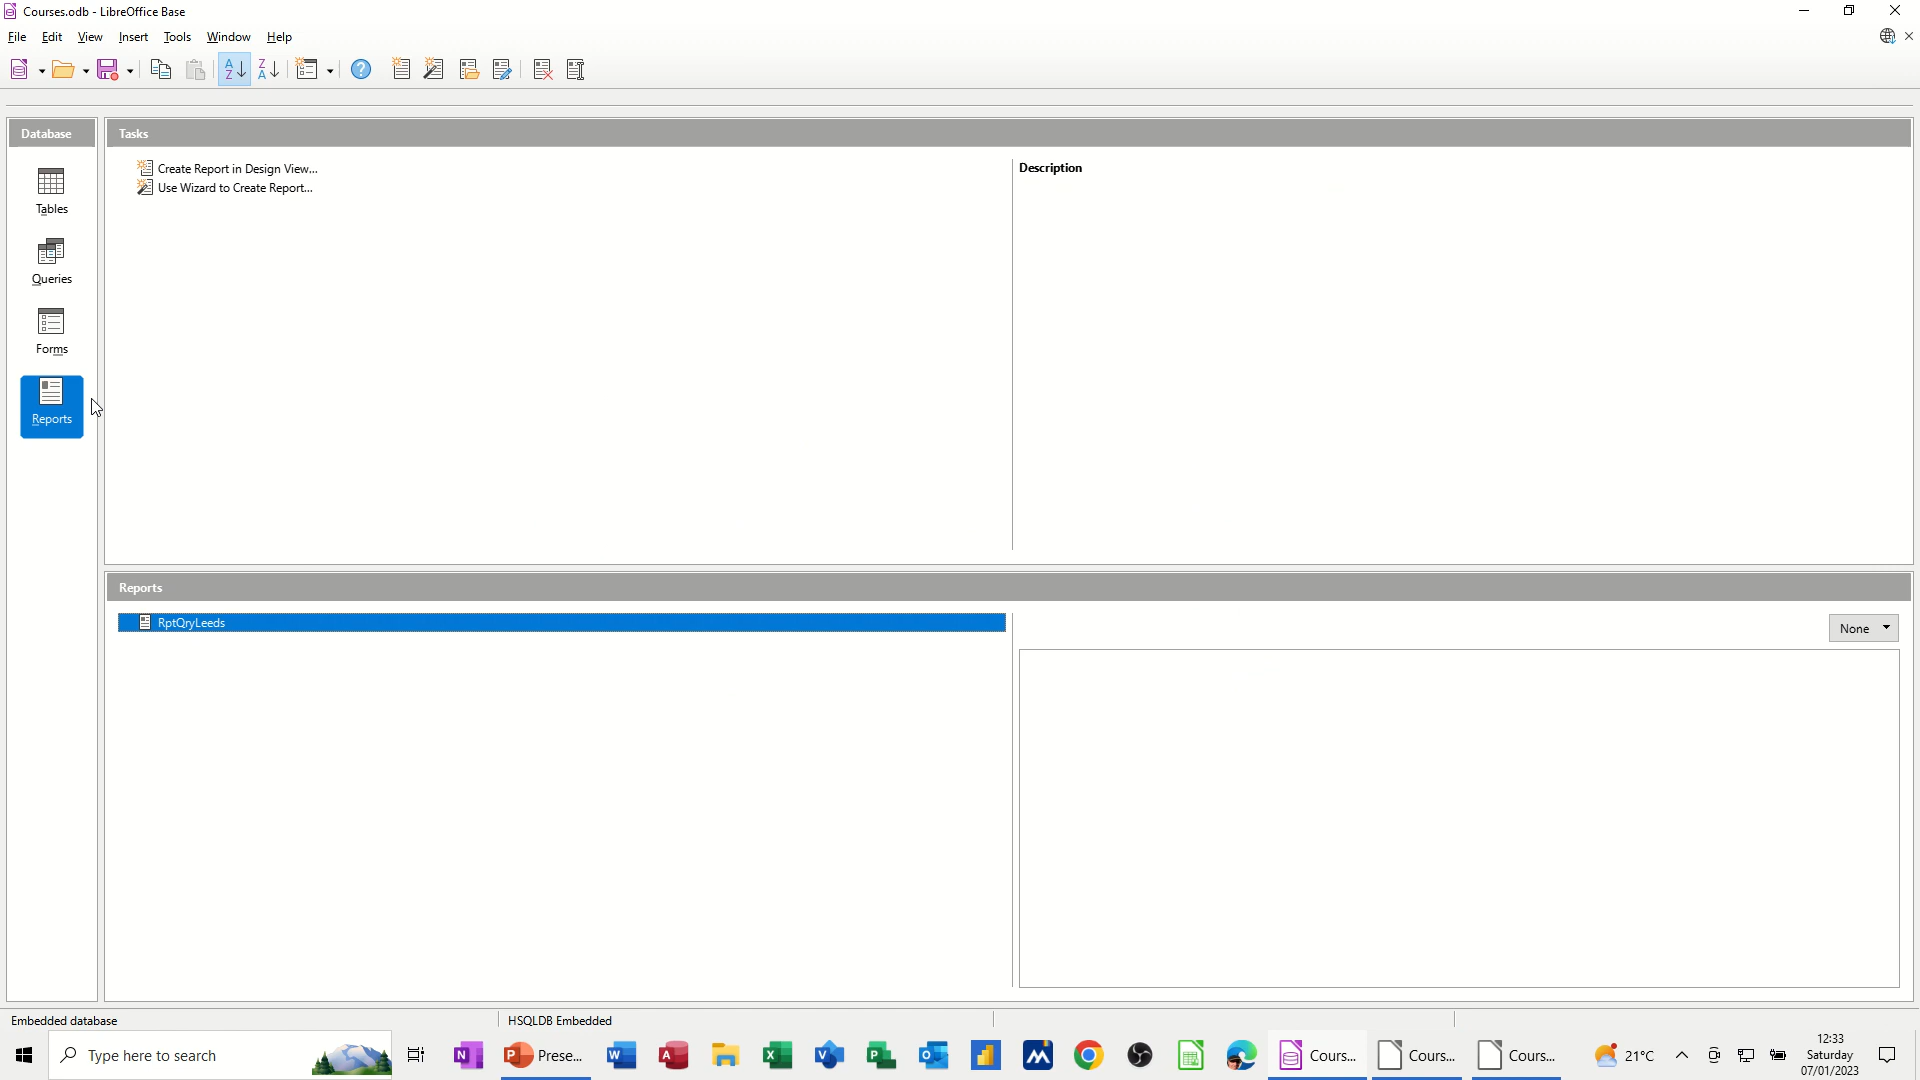 Courses.odb - LibreOffice Base
File Edit View Insert Tools Window Help
Database
Tables
Queries
Forms
Reports
Tasks
Create Report in Design View...
Use Wizard to Create Report...
Description
Reports
RptQryLeeds
None
Embedded database
HSQLDB Embedded
Type here to search
Prese...
Cours...
Cours...
Cours...
21°C
12:33
Saturday
07/01/2023